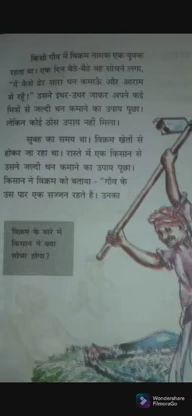 किसी गाँव में विक्रम नामक एक युवक
रहता था। एक दिन बैठे-बैठे वह सोचने लगा,
"मैं कैसे ढेर सारा धन कमाऊँ और आराम
से रहूँ!" उसने इधर-उधर जाकर अपने कई
मित्रों से जल्दी धन कमाने का उपाय पूछा।
लेकिन कोई ठोस उपाय नहीं मिला।
सुबह का समय था। विक्रम खेतों से
होकर जा रहा था। रास्ते में एक किसान से
उसने जल्दी धन कमाने का उपाय पूछा।
किसान ने विक्रम को बताया - "गाँव के
उस पार एक सज्जन रहते हैं। उनका
विक्रम के बारे में
किसान ने क्या
सोचा होगा?
Wondershare
FilmoraGo